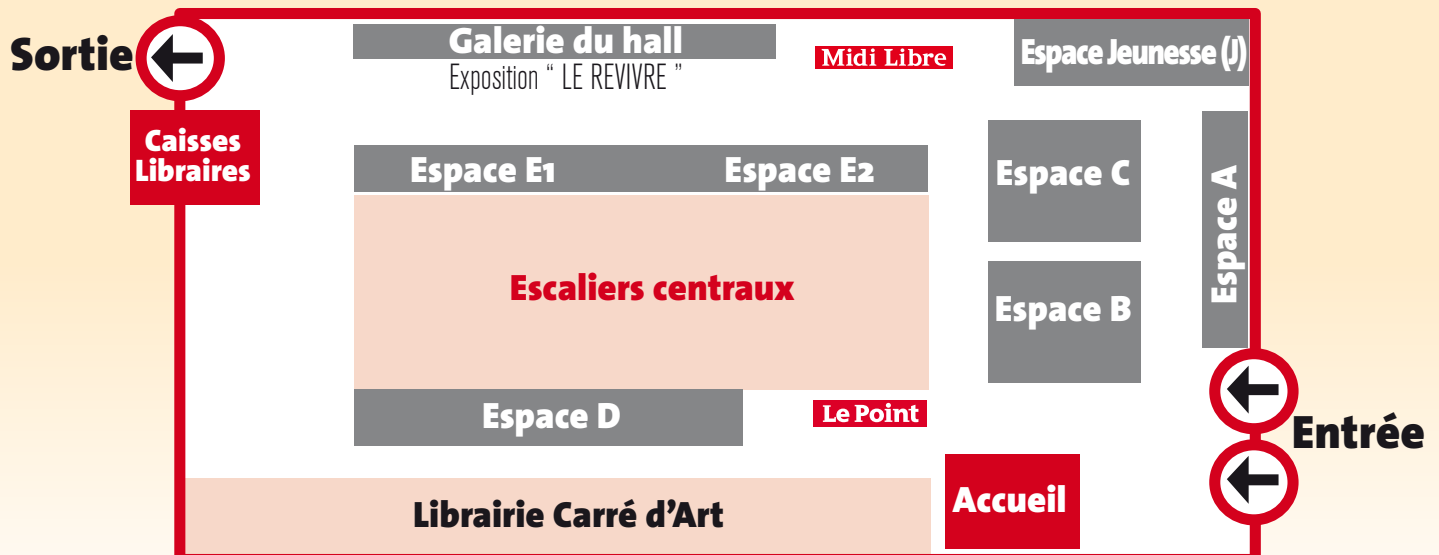 Sortie
Galerie du hall
Exposition “ LE REVIVRE ”
Midi Libre
Espace Jeunesse (J)
Caisses
Libraires
Espace E1
Espace E2
Espace C
Espace A
Escaliers centraux
Espace B
Espace D
Le Point
Entrée
Librairie Carré d’Art
Accueil